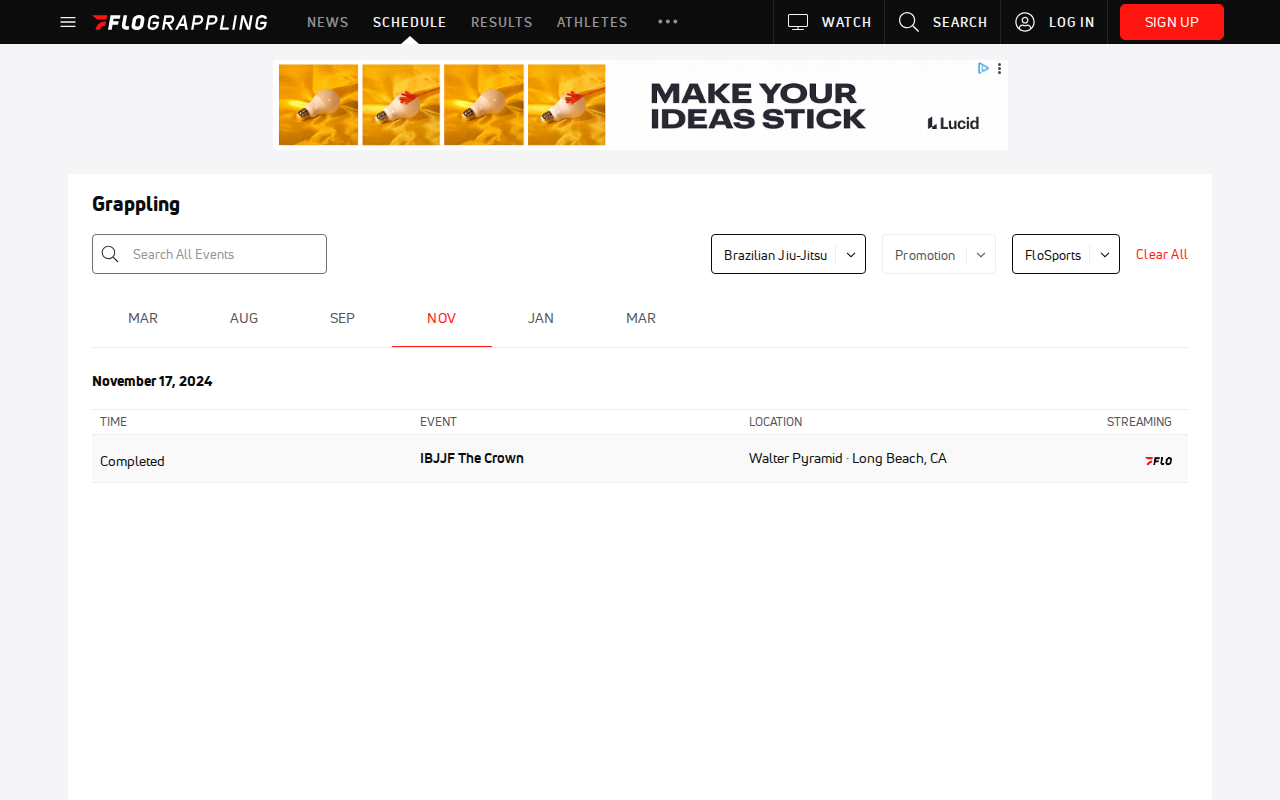 FLOGRAPPLING NEWS SCHEDULE RESULTS ATHLETES ••• WATCH SEARCH LOG IN SIGN UP
MAKE YOUR
IDEAS STICK
Lucid
Grappling
Search All Events
Brazilian Jiu-Jitsu Promotion FloSports Clear All
MAR AUG SEP NOV JAN MAR
November 17, 2024
TIME EVENT LOCATION STREAMING
Completed IBJJF The Crown Walter Pyramid · Long Beach, CA FLO